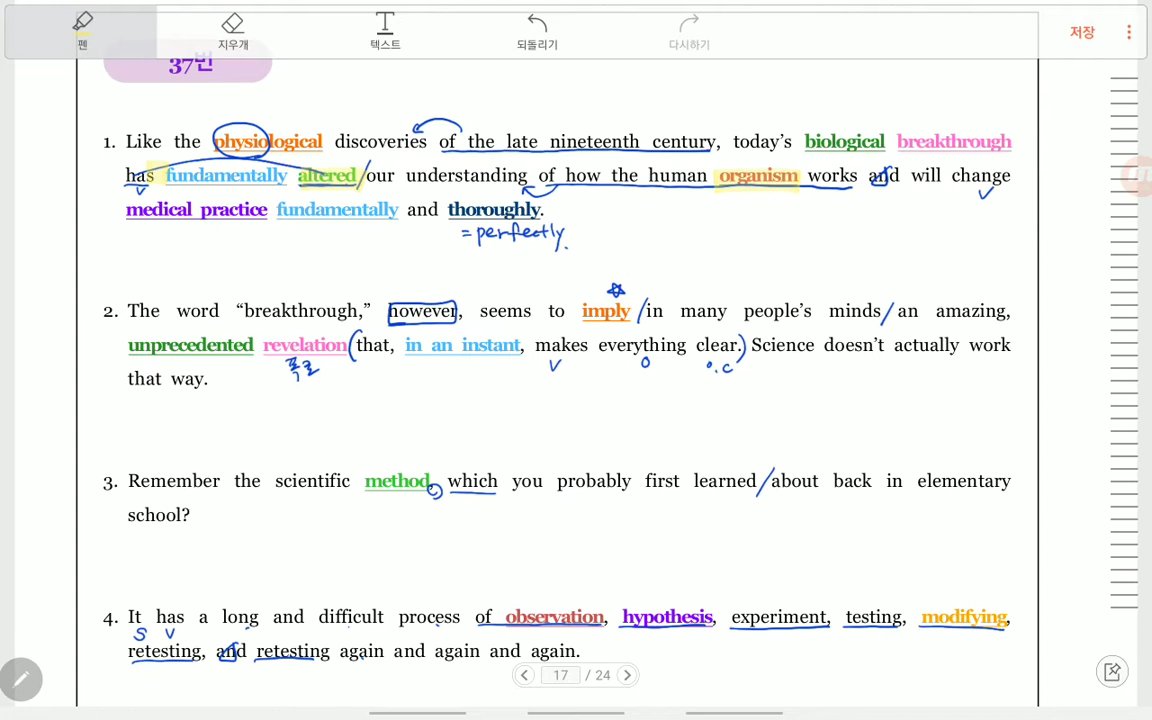 펜
지우개
텍스트
되돌리기
다시하기
저장
37번
1. Like the physiological discoveries of the late nineteenth century, today's biological breakthrough
has fundamentally altered/our understanding of how the human organism works and will change
V
V
medical practice fundamentally and thoroughly.
= perfectly.
2. The word “breakthrough,” however, seems to imply/in many people's minds/an amazing,
unprecedented revelation(that, in an instant, makes everything clear.) Science doesn't actually work
폭로 V O o.c
that way.
3. Remember the scientific method, which you probably first learned/about back in elementary
school?
4. It has a long and difficult process of observation, hypothesis, experiment, testing, modifying,
S V
retesting, and retesting again and again and again.
17 / 24